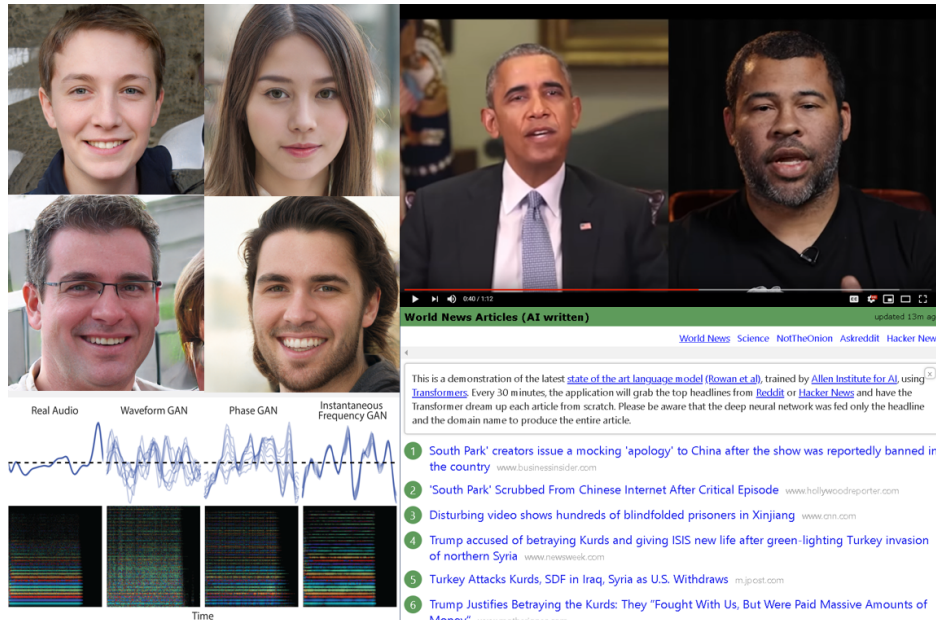 0:40 / 1:12
World News Articles (AI written)
updated 13m
World News Science NotTheOnion Askreddit Hacker
This is a demonstration of the latest state of the art language model (Rowan et al), trained by Allen Institute for AI, using
Transformers. Every 30 minutes, the application will grab the top headlines from Reddit or Hacker News and have the
Transformer dream up each article from scratch. Please be aware that the deep neural network was fed only the headline
and the domain name to produce the entire article.
1 South Park' creators issue a mocking 'apology' to China after the show was reportedly banned in
the country www.businessinsider.com
2 'South Park' Scrubbed From Chinese Internet After Critical Episode www.hollywoodreporter.com
3 Disturbing video shows hundreds of blindfolded prisoners in Xinjiang www.cnn.com
4 Trump accused of betraying Kurds and giving ISIS new life after green-lighting Turkey invasion
of northern Syria www.newsweek.com
5 Turkey Attacks Kurds, SDF in Iraq, Syria as U.S. Withdraws m.jpost.com
6 Trump Justifies Betraying the Kurds: They "Fought With Us, But Were Paid Massive Amounts of
Real Audio
Waveform GAN
Phase GAN
Instantaneous
Frequency GAN
Time